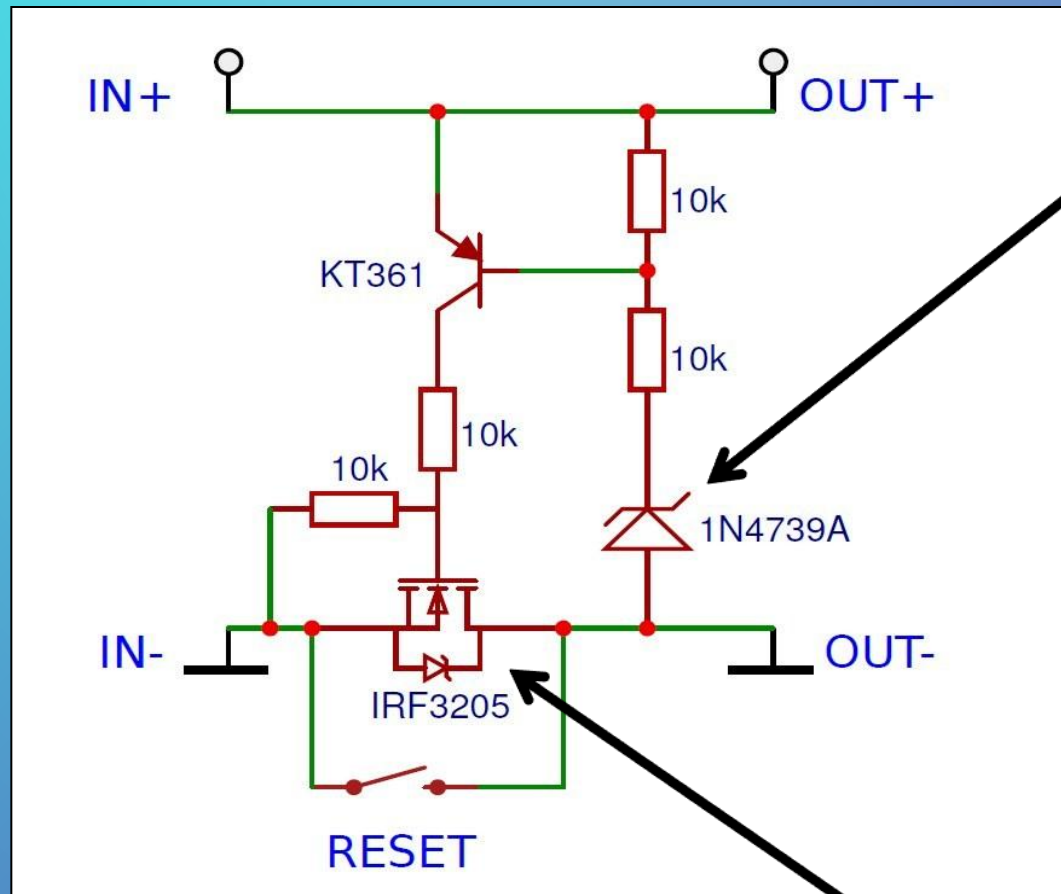 IN+
OUT+
10k
KT361
10k
10k
10k
1N4739A
IN-
OUT-
IRF3205
RESET